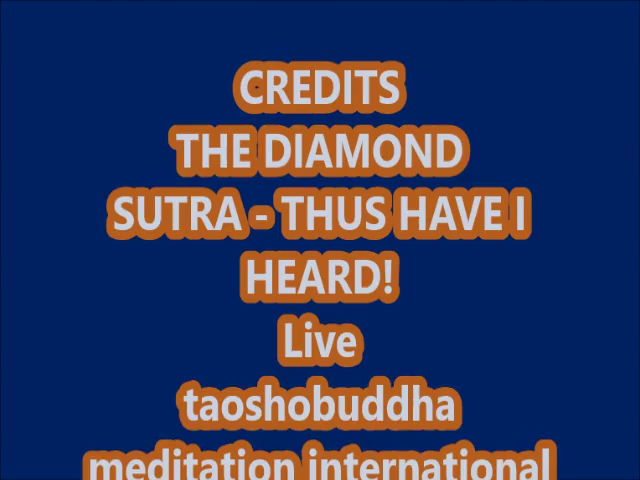 CREDITS
THE DIAMOND
SUTRA - THUS HAVE I
HEARD!
Live
taoshobuddha
meditation international